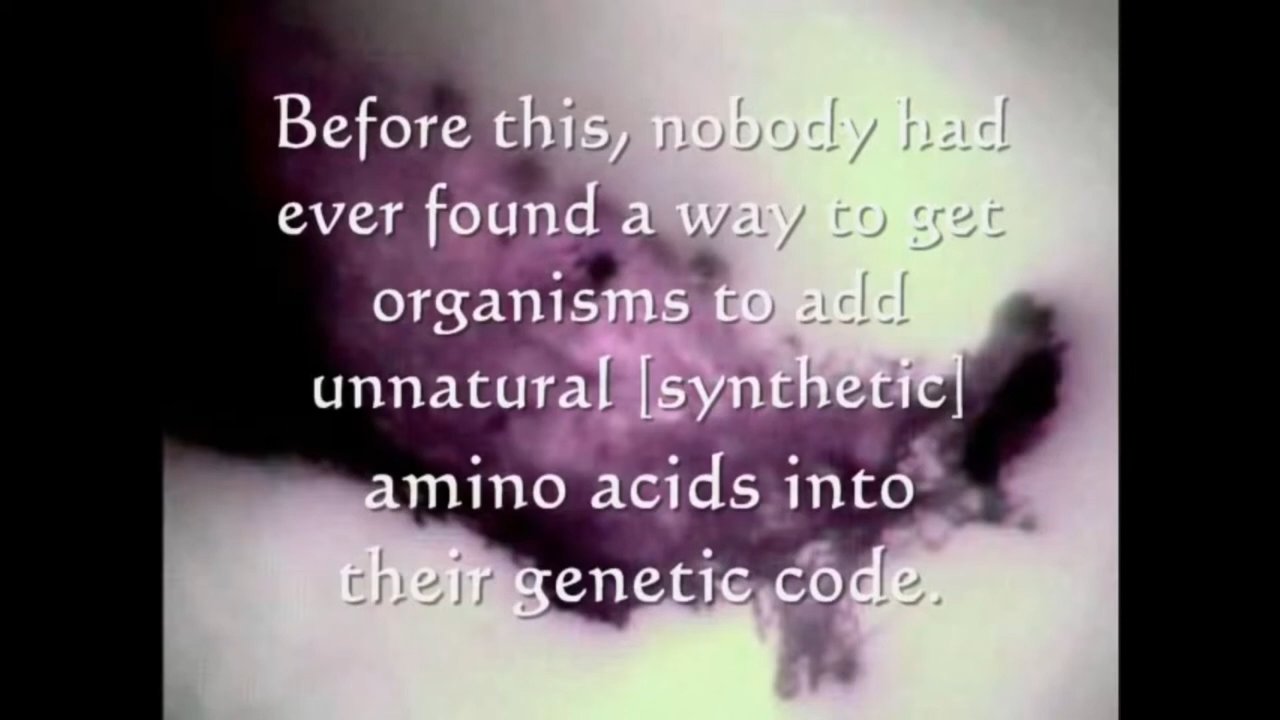 Before this, nobody had
ever found a way to get
organisms to add
unnatural [synthetic]
amino acids into
their genetic code.